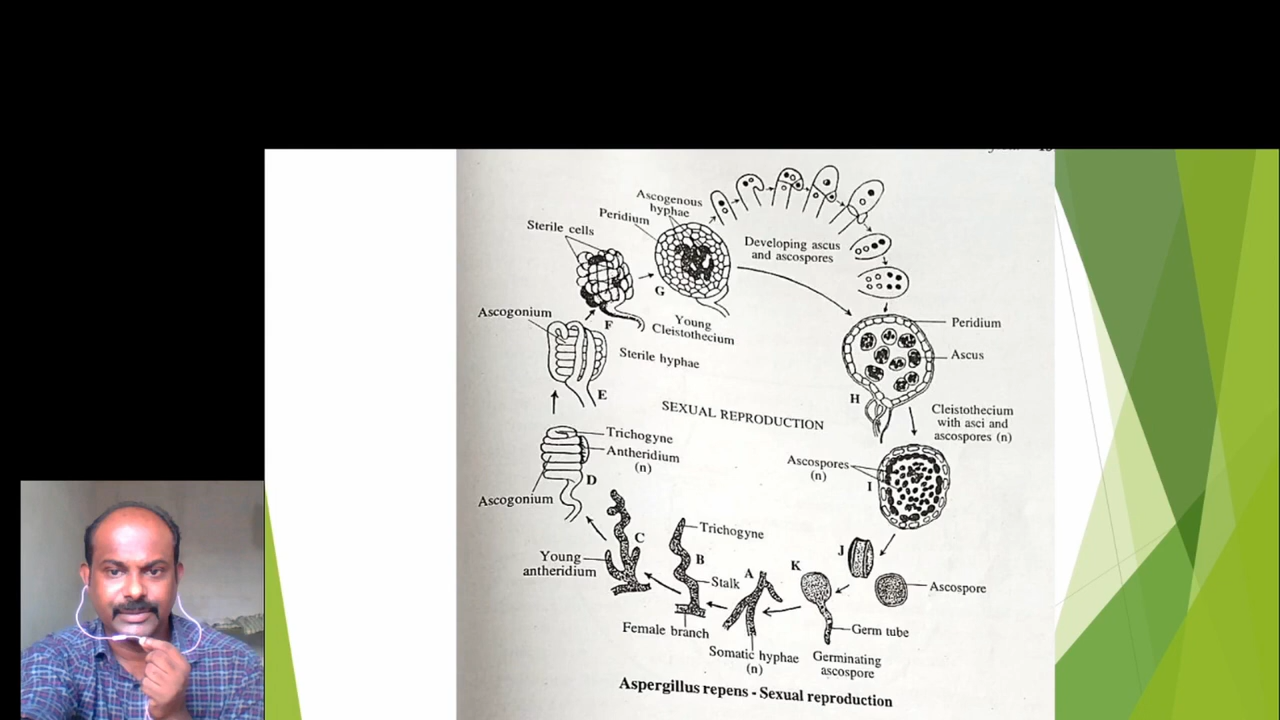 Ascogenous
hyphae
Peridium
Sterile cells
Developing ascus
and ascospores
G
F
Young
Cleistothecium
Ascogonium
Sterile hyphae
E
Peridium
Ascus
H
Cleistothecium
with asci and
ascospores (n)
SEXUAL REPRODUCTION
Trichogyne
Antheridium
(n)
D
Ascogonium
Ascospores
(n)
I
C
Young
antheridium
Trichogyne
B
Stalk
Female branch
A
Somatic hyphae
(n)
K
J
Ascospore
Germ tube
Germinating
ascospore
Aspergillus repens - Sexual reproduction